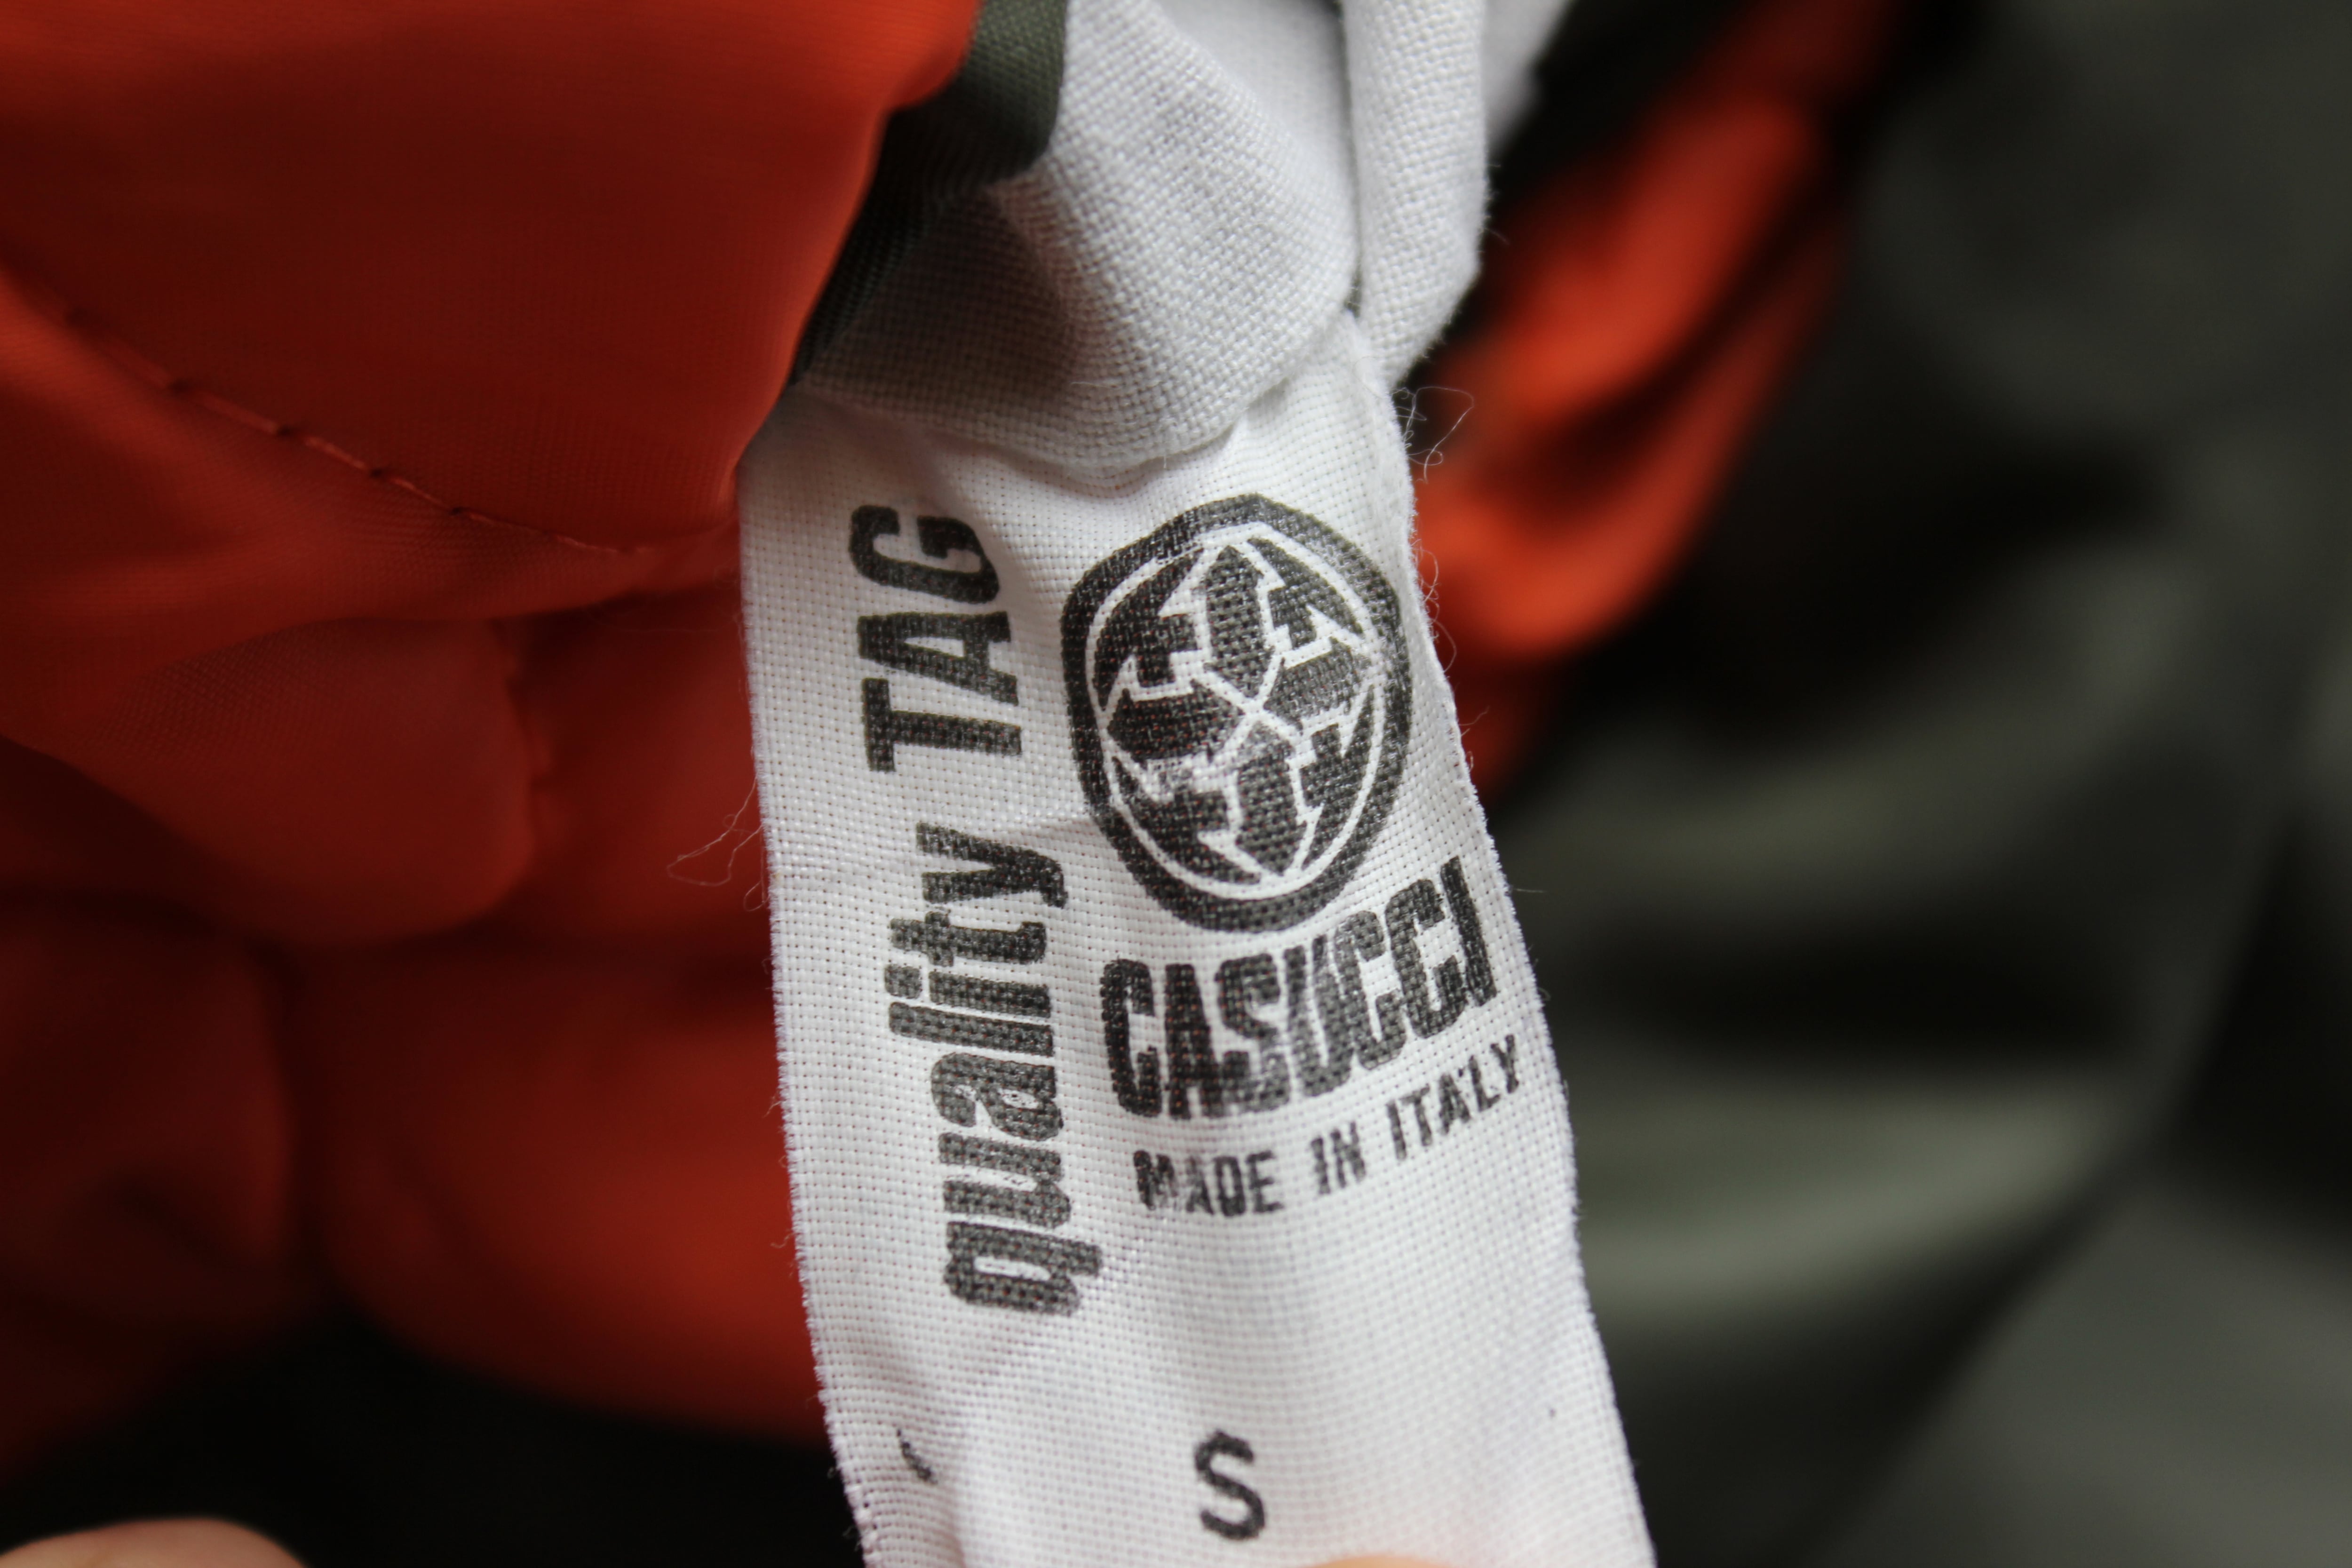 quality TAG
CASUCCI
MADE IN ITALY
S